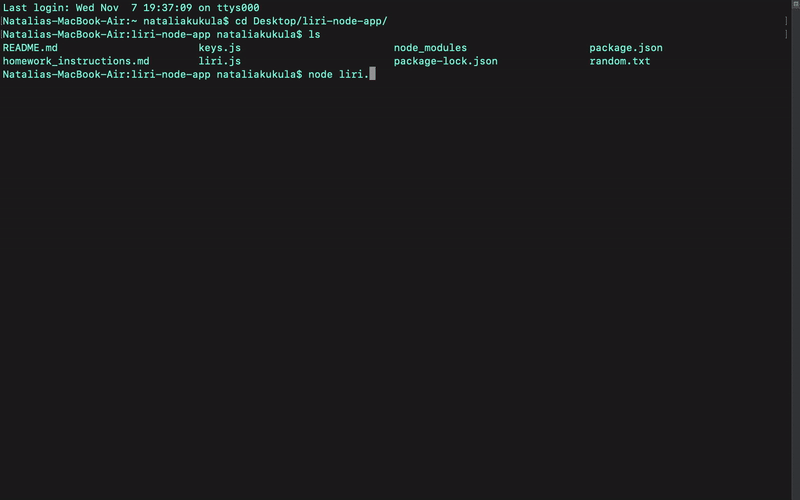 Last login: Wed Nov  7 19:37:09 on ttys000
[Natalias-MacBook-Air:~ nataliakukula$ cd Desktop/liri-node-app/ ]
[Natalias-MacBook-Air:liri-node-app nataliakukula$ ls ]
README.md keys.js node_modules package.json
homework_instructions.md liri.js package-lock.json random.txt
Natalias-MacBook-Air:liri-node-app nataliakukula$ node liri.